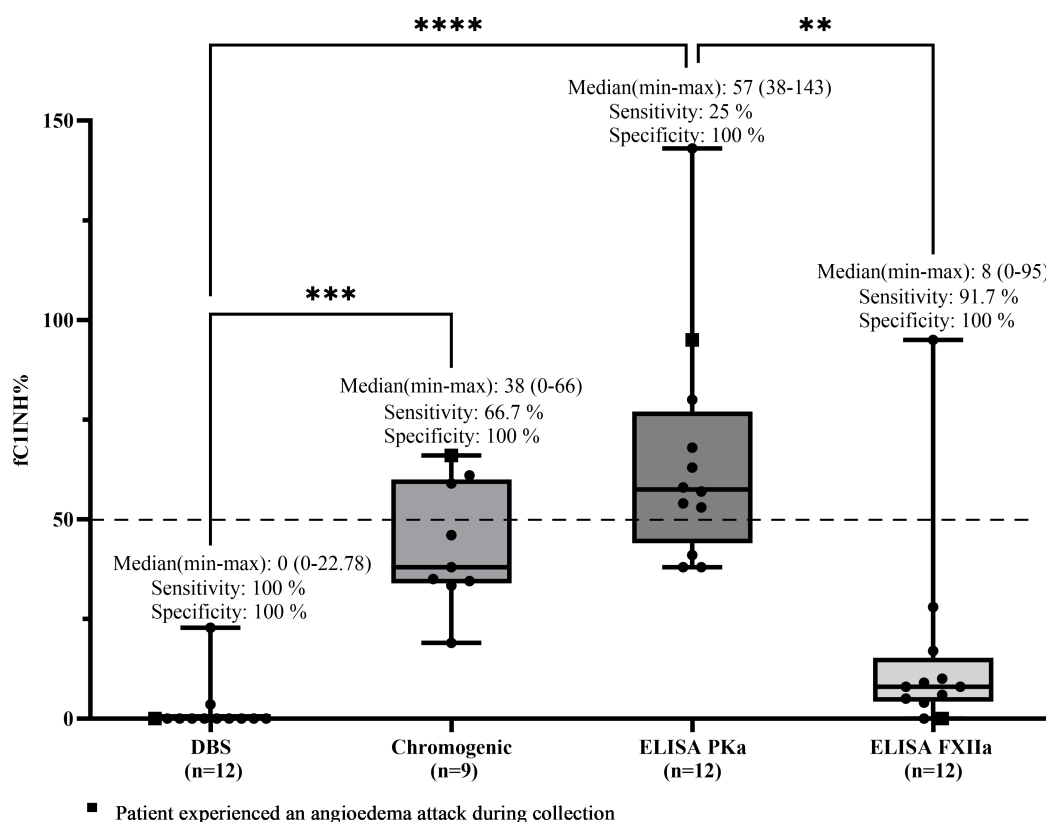 **** **
Median(min-max): 57 (38-143)
Sensitivity: 25 %
Specificity: 100 %
150
Median(min-max): 8 (0-95)
Sensitivity: 91.7 %
Specificity: 100 %
***
100
Median(min-max): 38 (0-66)
Sensitivity: 66.7 %
Specificity: 100 %
fC1INH%
50
Median(min-max): 0 (0-22.78)
Sensitivity: 100 %
Specificity: 100 %
0
DBS Chromogenic ELISA PKa ELISA FXIIa
(n=12) (n=9) (n=12) (n=12)
Patient experienced an angioedema attack during collection